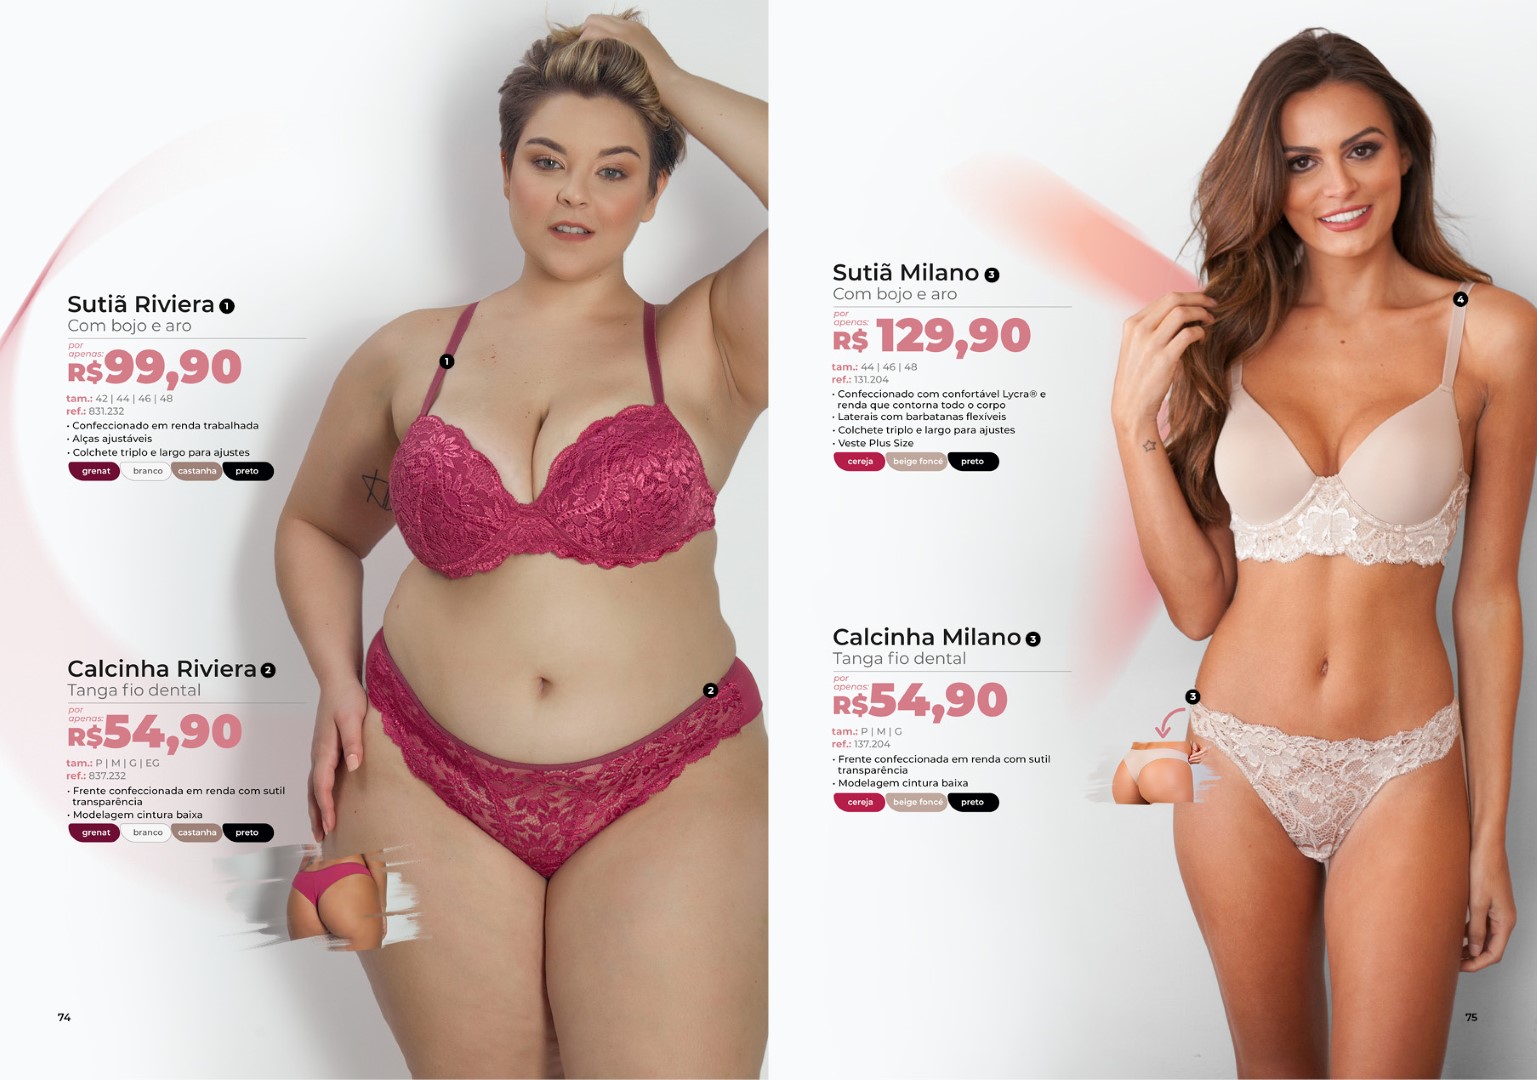 Sutiã Riviera 1
Com bojo e aro
por
apenas:
R$99,90
tam.: 42 | 44 | 46 | 48
ref.: 831.232
• Confeccionado em renda trabalhada
• Alças ajustáveis
• Colchete triplo e largo para ajustes
grenat branco castanha preto
1
Calcinha Riviera 2
Tanga fio dental
por
apenas:
R$54,90
tam.: P | M | G | EG
ref.: 837.232
• Frente confeccionada em renda com sutil
transparência
• Modelagem cintura baixa
grenat branco castanha preto
2
74
Sutiã Milano 3
Com bojo e aro
por
apenas:
R$ 129,90
tam.: 44 | 46 | 48
ref.: 131.204
• Confeccionado com confortável Lycra® e
renda que contorna todo o corpo
• Laterais com barbatanas flexíveis
• Colchete triplo e largo para ajustes
• Veste Plus Size
cereja beige foncé preto
4
Calcinha Milano 3
Tanga fio dental
por
apenas:
R$54,90
tam.: P | M | G
ref.: 137.204
• Frente confeccionada em renda com sutil
transparência
• Modelagem cintura baixa
cereja beige foncé preto
3
75